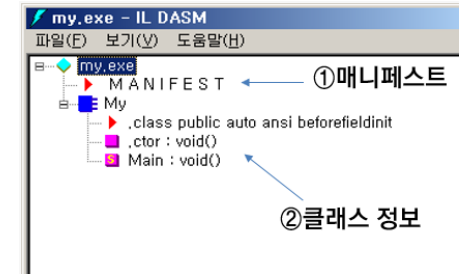 my.exe - IL DASM
파일(F) 보기(V) 도움말(H)
my.exe
M A N I F E S T
①매니페스트
My
.class public auto ansi beforefieldinit
.ctor : void()
S Main : void()
②클래스 정보